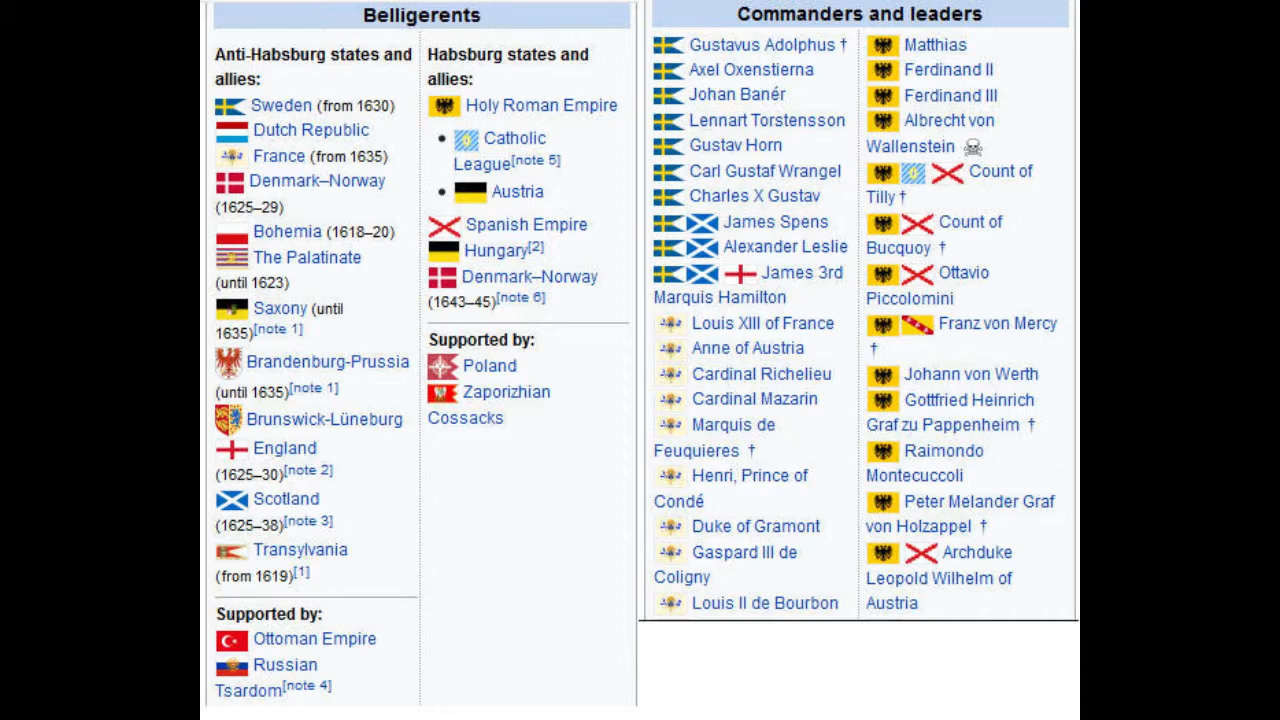 Belligerents
Anti-Habsburg states and
allies:
Sweden (from 1630)
Dutch Republic
France (from 1635)
Denmark–Norway
(1625–29)
Bohemia (1618–20)
The Palatinate
(until 1623)
Saxony (until
1635)[note 1]
Brandenburg-Prussia
(until 1635)[note 1]
Brunswick-Lüneburg
England
(1625–30)[note 2]
Scotland
(1625–38)[note 3]
Transylvania
(from 1619)[1]
Supported by:
Ottoman Empire
Russian
Tsardom[note 4]
Habsburg states and
allies:
Holy Roman Empire
• Catholic
League[note 5]
• Austria
Spanish Empire
Hungary[2]
Denmark–Norway
(1643–45)[note 6]
Supported by:
Poland
Zaporizhian
Cossacks
Commanders and leaders
Gustavus Adolphus †
Axel Oxenstierna
Johan Banér
Lennart Torstensson
Gustav Horn
Carl Gustaf Wrangel
Charles X Gustav
James Spens
Alexander Leslie
James 3rd
Marquis Hamilton
Louis XIII of France
Anne of Austria
Cardinal Richelieu
Cardinal Mazarin
Marquis de
Feuquieres †
Henri, Prince of
Condé
Duke of Gramont
Gaspard III de
Coligny
Louis II de Bourbon
Matthias
Ferdinand II
Ferdinand III
Albrecht von
Wallenstein ☠
Count of
Tilly †
Count of
Bucquoy †
Ottavio
Piccolomini
Franz von Mercy
†
Johann von Werth
Gottfried Heinrich
Graf zu Pappenheim †
Raimondo
Montecuccoli
Peter Melander Graf
von Holzappel †
Archduke
Leopold Wilhelm of
Austria